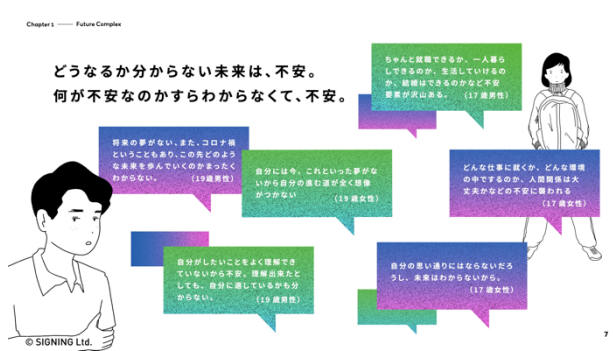 Chapter 1 —— Future Complex
どうなるか分からない未来は、不安。
何が不安なのかすらわからなくて、不安。
ちゃんと就職できるか、一人暮ら
しできるのか、生活していけるの
か、結婚はできるのかなど不安
要素が沢山ある。 （17歳男性）
将来の夢がない、また、コロナ禍
ということもあり、この先どのよう
な未来を歩んでいくのかまったく
わからない。 （19歳男性）
自分には今、これといった夢がな
いから自分の進む道が全く想像
がつかない （19歳女性）
どんな仕事に就くか、どんな環境
の中でするのか、人間関係は大
丈夫かなどの不安に襲われる
（17歳女性）
自分がしたいことをよく理解でき
ていないから不安。理解出来たと
しても、自分に適しているかも分
からない。 （19歳男性）
自分の思い通りにはならないだろ
うし、未来はわからないから。
（17歳女性）
© SIGNING Ltd.
7